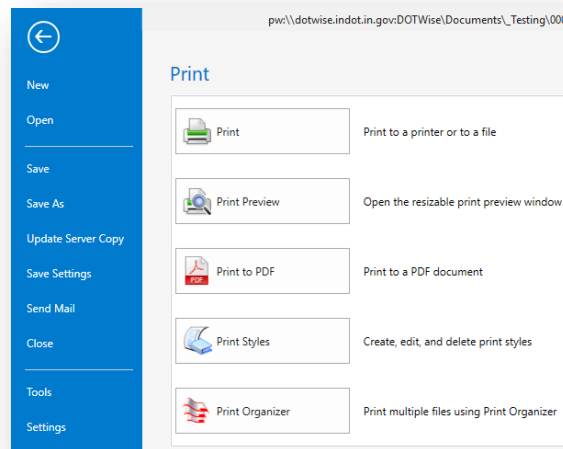 pw:\\dotwise.indot.in.gov:DOTWise\Documents\_Testing\00
New
Open
Save
Save As
Update Server Copy
Save Settings
Send Mail
Close
Tools
Settings
Print
Print Print to a printer or to a file
Print Preview Open the resizable print preview window
PDF
Print to PDF Print to a PDF document
Print Styles Create, edit, and delete print styles
Print Organizer Print multiple files using Print Organizer